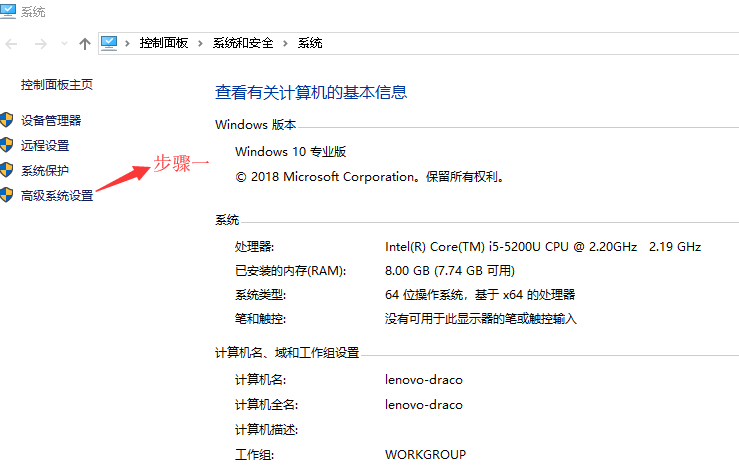 系统
控制面板 › 系统和安全 › 系统
控制面板主页
设备管理器
远程设置
系统保护
高级系统设置
步骤一
查看有关计算机的基本信息
Windows 版本
Windows 10 专业版
© 2018 Microsoft Corporation。保留所有权利。
系统
处理器: Intel(R) Core(TM) i5-5200U CPU @ 2.20GHz 2.19 GHz
已安装的内存(RAM): 8.00 GB (7.74 GB 可用)
系统类型: 64 位操作系统，基于 x64 的处理器
笔和触控: 没有可用于此显示器的笔或触控输入
计算机名、域和工作组设置
计算机名: lenovo-draco
计算机全名: lenovo-draco
计算机描述:
工作组: WORKGROUP